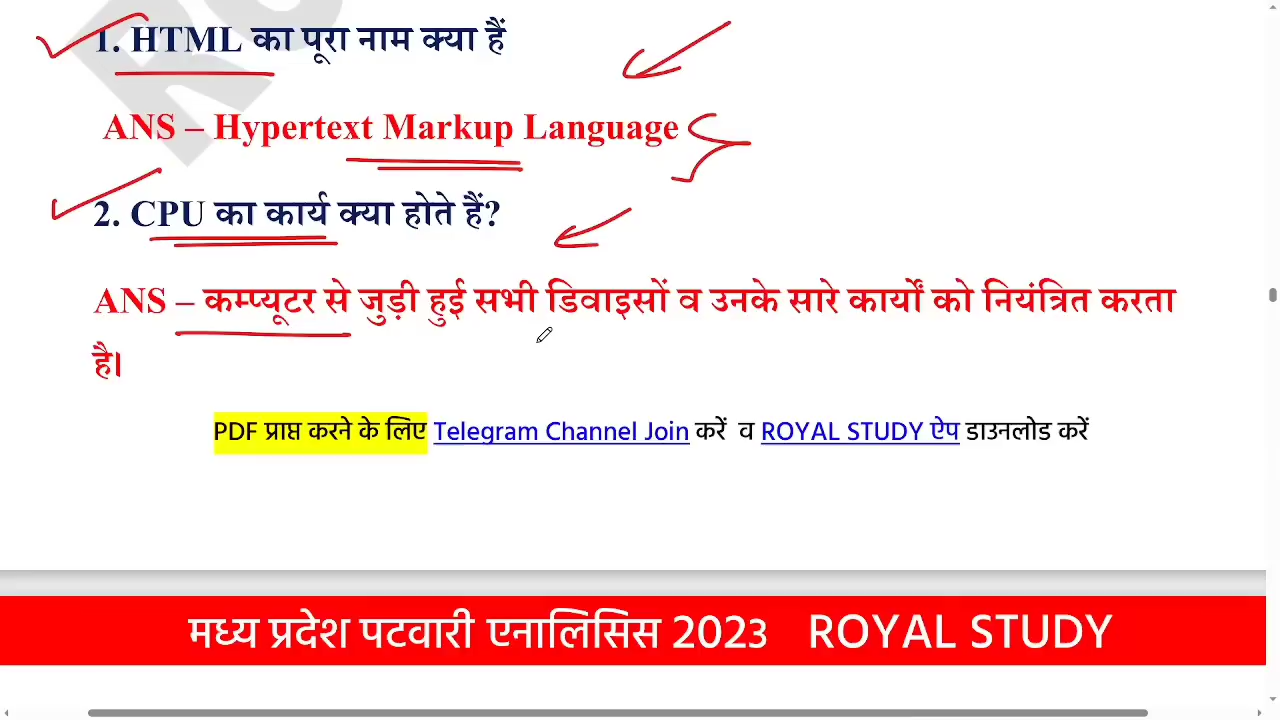 1. HTML का पूरा नाम क्या हैं
ANS – Hypertext Markup Language
2. CPU का कार्य क्या होते हैं?
ANS – कम्प्यूटर से जुड़ी हुई सभी डिवाइसों व उनके सारे कार्यों को नियंत्रित करता
है।
PDF प्राप्त करने के लिए Telegram Channel Join करें व ROYAL STUDY ऐप डाउनलोड करें
मध्य प्रदेश पटवारी एनालिसिस 2023 ROYAL STUDY